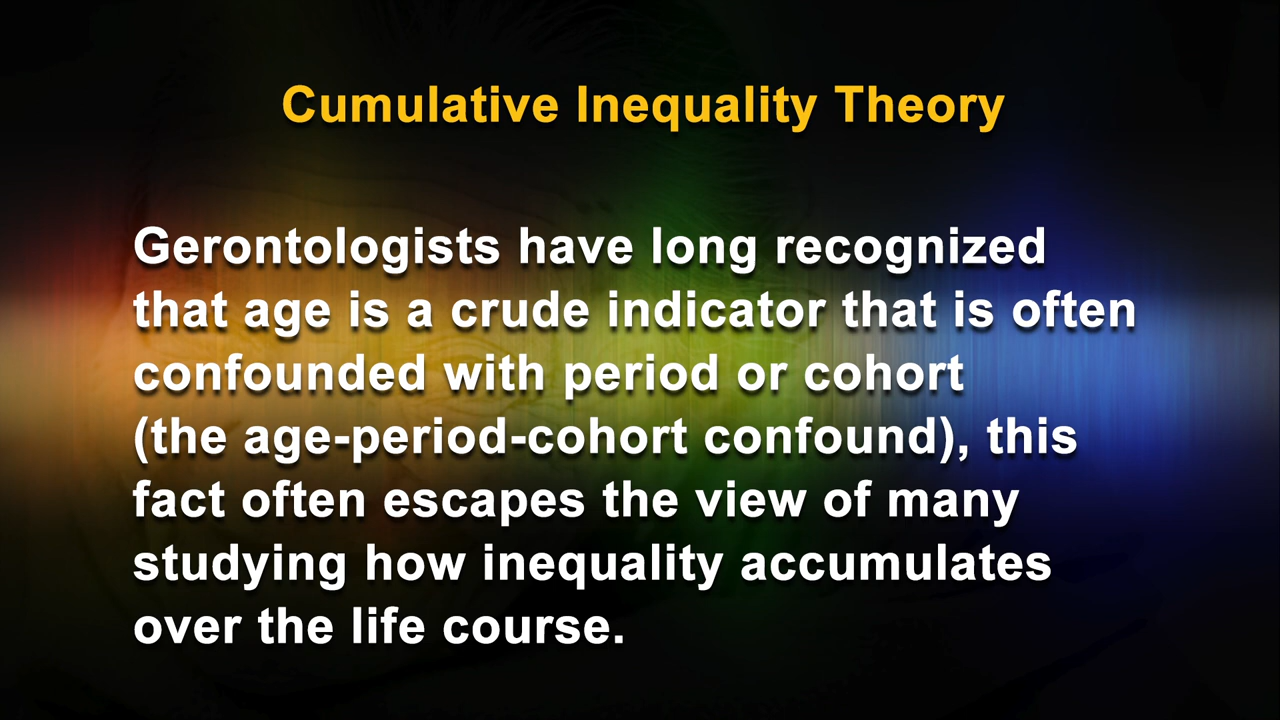 Cumulative Inequality Theory
Gerontologists have long recognized
that age is a crude indicator that is often
confounded with period or cohort
(the age-period-cohort confound), this
fact often escapes the view of many
studying how inequality accumulates
over the life course.